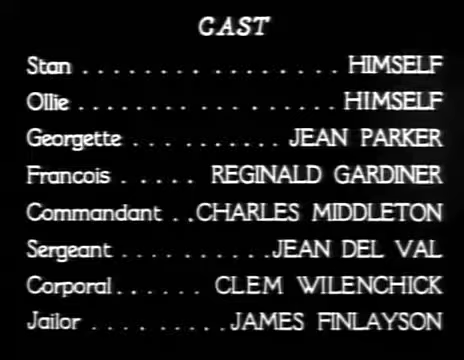 CAST
Stan . . . . . . . . . . . . . . . . . HIMSELF
Ollie . . . . . . . . . . . . . . . . . HIMSELF
Georgette . . . . . . . . . . JEAN PARKER
Francois . . . . . REGINALD GARDINER
Commandant . . CHARLES MIDDLETON
Sergeant . . . . . . . . . . JEAN DEL VAL
Corporal . . . . . . CLEM WILENCHICK
Jailor . . . . . . . . . JAMES FINLAYSON